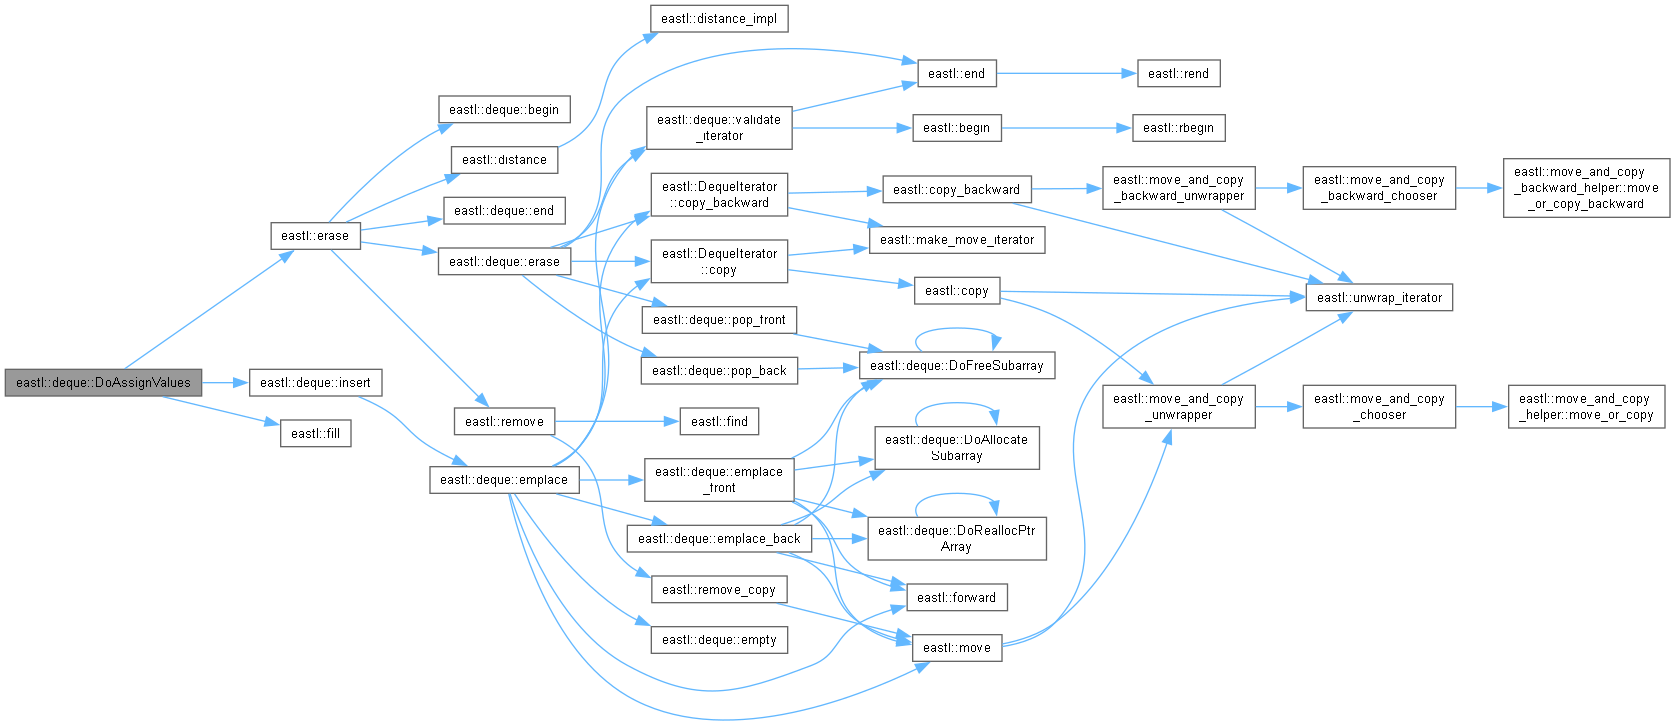 eastl::deque::DoAssignValues
eastl::erase
eastl::deque::insert
eastl::fill
eastl::deque::begin
eastl::distance
eastl::deque::end
eastl::deque::erase
eastl::remove
eastl::deque::emplace
eastl::distance_impl
eastl::deque::validate
_iterator
eastl::DequeIterator
::copy_backward
eastl::DequeIterator
::copy
eastl::deque::pop_front
eastl::deque::pop_back
eastl::find
eastl::deque::emplace
_front
eastl::deque::emplace_back
eastl::remove_copy
eastl::deque::empty
eastl::end
eastl::begin
eastl::copy_backward
eastl::make_move_iterator
eastl::copy
eastl::deque::DoFreeSubarray
eastl::deque::DoAllocate
Subarray
eastl::deque::DoReallocPtr
Array
eastl::forward
eastl::move
eastl::rend
eastl::rbegin
eastl::move_and_copy
_backward_unwrapper
eastl::move_and_copy
_unwrapper
eastl::move_and_copy
_backward_chooser
eastl::unwrap_iterator
eastl::move_and_copy
_chooser
eastl::move_and_copy
_backward_helper::move
_or_copy_backward
eastl::move_and_copy
_helper::move_or_copy